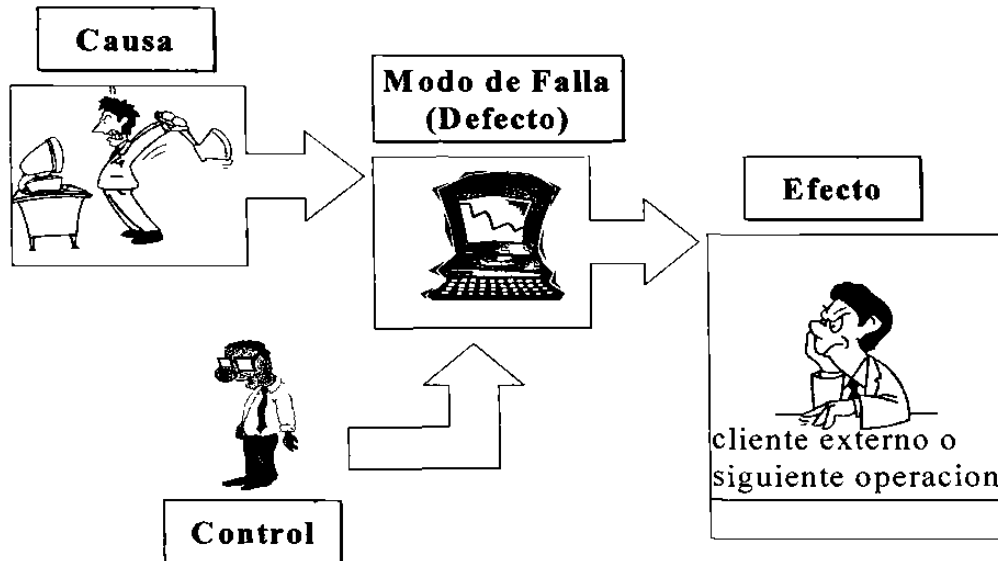 Causa
Modo de Falla
(Defecto)
Efecto
cliente externo o
siguiente operacion
Control